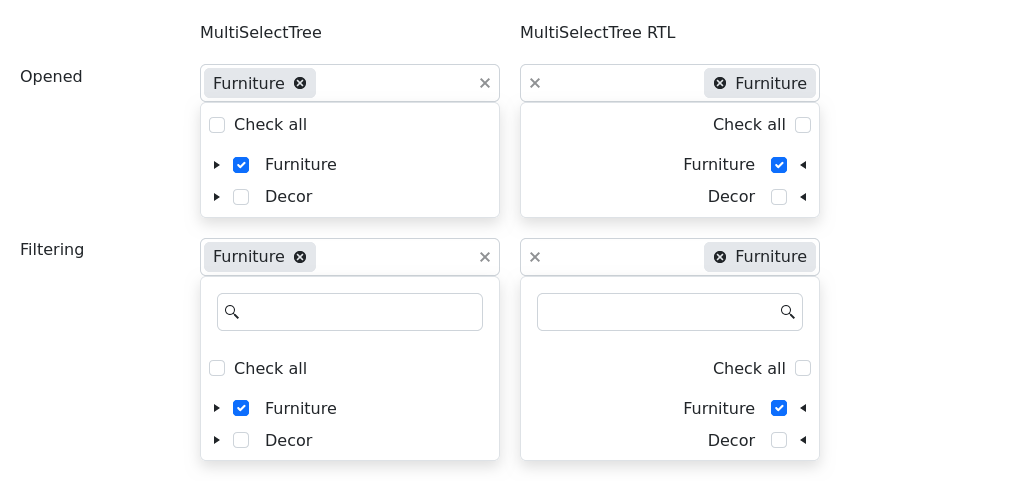 MultiSelectTree MultiSelectTree RTL
Opened Furniture Furniture
Check all Check all
Furniture Furniture
Decor Decor
Filtering Furniture Furniture
Check all Check all
Furniture Furniture
Decor Decor